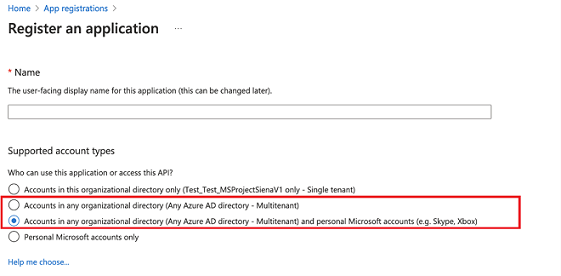 Home > App registrations >
Register an application ...
* Name
The user-facing display name for this application (this can be changed later).
Supported account types
Who can use this application or access this API?
Accounts in this organizational directory only (Test_Test_MSProjectSienaV1 only - Single tenant)
Accounts in any organizational directory (Any Azure AD directory - Multitenant)
Accounts in any organizational directory (Any Azure AD directory - Multitenant) and personal Microsoft accounts (e.g. Skype, Xbox)
Personal Microsoft accounts only
Help me choose...